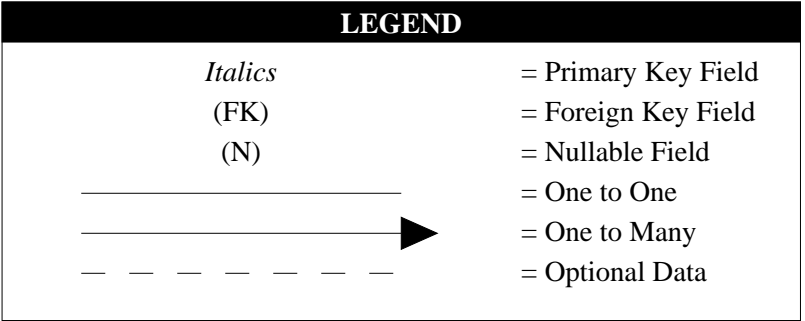 LEGEND
Italics = Primary Key Field
(FK) = Foreign Key Field
(N) = Nullable Field
= One to One
= One to Many
= Optional Data